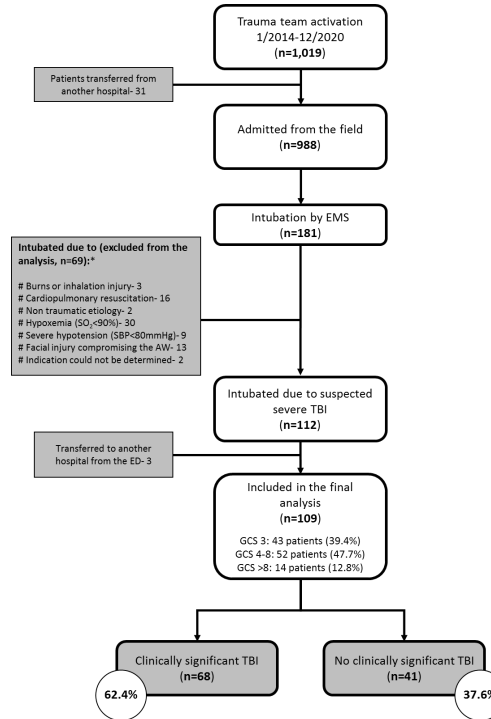 Trauma team activation
1/2014-12/2020
(n=1,019)
Patients transferred from
another hospital- 31
Admitted from the field
(n=988)
Intubation by EMS
(n=181)
Intubated due to (excluded from the
analysis, n=69):*
# Burns or inhalation injury- 3
# Cardiopulmonary resuscitation- 16
# Non traumatic etiology- 2
# Hypoxemia (SO2<90%)- 30
# Severe hypotension (SBP<80mmHg)- 9
# Facial injury compromising the AW- 13
# Indication could not be determined- 2
Intubated due to suspected
severe TBI
(n=112)
Transferred to another
hospital from the ED- 3
Included in the final
analysis
(n=109)
GCS 3: 43 patients (39.4%)
GCS 4-8: 52 patients (47.7%)
GCS >8: 14 patients (12.8%)
Clinically significant TBI
(n=68)
62.4%
No clinically significant TBI
(n=41)
37.6%